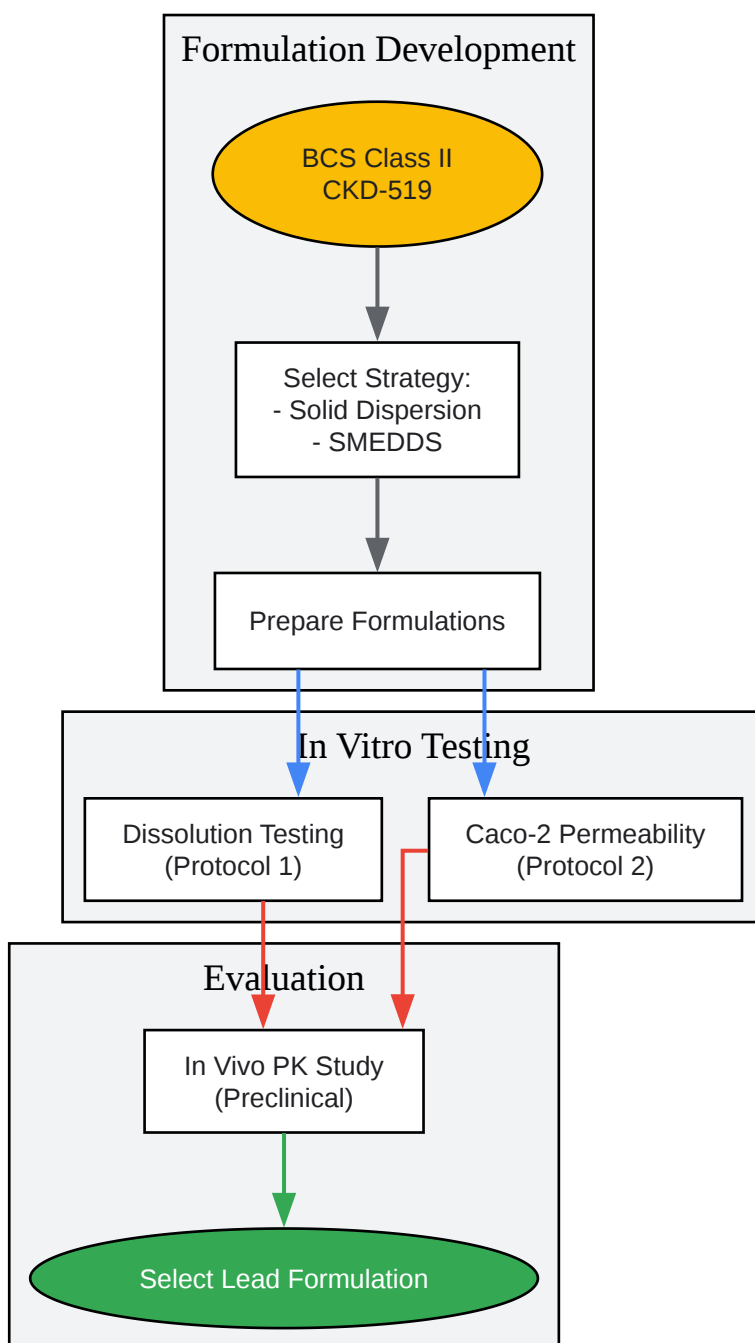 Formulation Development
BCS Class II
CKD-519
Select Strategy:
- Solid Dispersion
- SMEDDS
Prepare Formulations
In Vitro Testing
Dissolution Testing
(Protocol 1)
Caco-2 Permeability
(Protocol 2)
Evaluation
In Vivo PK Study
(Preclinical)
Select Lead Formulation